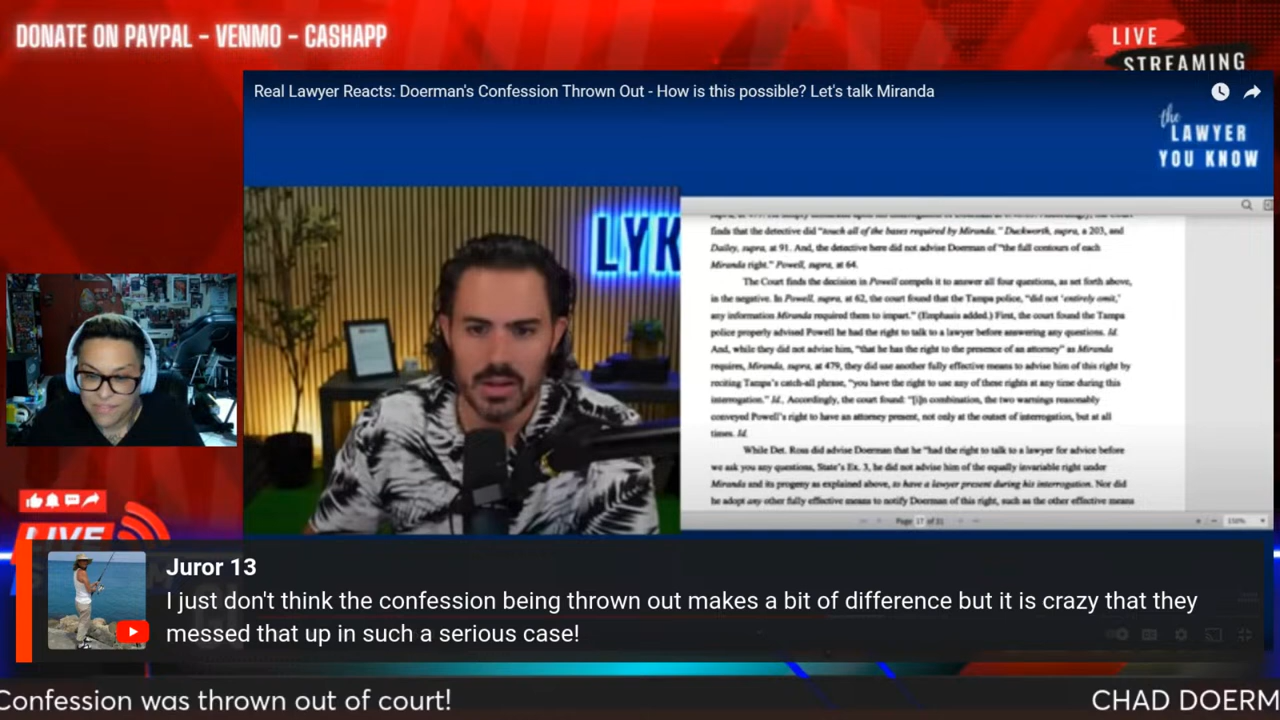 DONATE ON PAYPAL - VENMO - CASHAPP
LIVE
STREAMING
Real Lawyer Reacts: Doerman's Confession Thrown Out - How is this possible? Let's talk Miranda
the
LAWYER
YOU KNOW
LYK
finds that the detective did "touch all of the bases required by Miranda." Duckworth, supra, a 203, and
Dailey, supra, at 91. And, the detective here did not advise Doerman of "the full contours of each
Miranda right." Powell, supra, at 64.
The Court finds the decision in Powell compels it to answer all four questions, as set forth above,
in the negative. In Powell, supra, at 62, the court found that the Tampa police, "did not 'entirely omit,'
any information Miranda required them to impart." (Emphasis added.) First, the court found the Tampa
police properly advised Powell he had the right to talk to a lawyer before answering any questions. Id.
And, while they did not advise him, "that he has the right to the presence of an attorney" as Miranda
requires, Miranda, supra, at 479, they did use another fully effective means to advise him of this right by
reciting Tampa's catch-all phrase, "you have the right to use any of these rights at any time during this
interrogation." Id. Accordingly, the court found: "[i]n combination, the two warnings reasonably
conveyed Powell's right to have an attorney present, not only at the outset of interrogation, but at all
times. Id.
While Det. Ross did advise Doerman that he "had the right to talk to a lawyer for advice before
we ask you any questions, State's Ex. 3, he did not advise him of the equally invariable right under
Miranda and its progeny as explained above, to have a lawyer present during his interrogation. Nor did
he adopt any other fully effective means to notify Doerman of this right, such as the other effective means
Page 17 of 21
150%
LIVE
Juror 13
I just don't think the confession being thrown out makes a bit of difference but it is crazy that they
messed that up in such a serious case!
Confession was thrown out of court!
CHAD DOERM